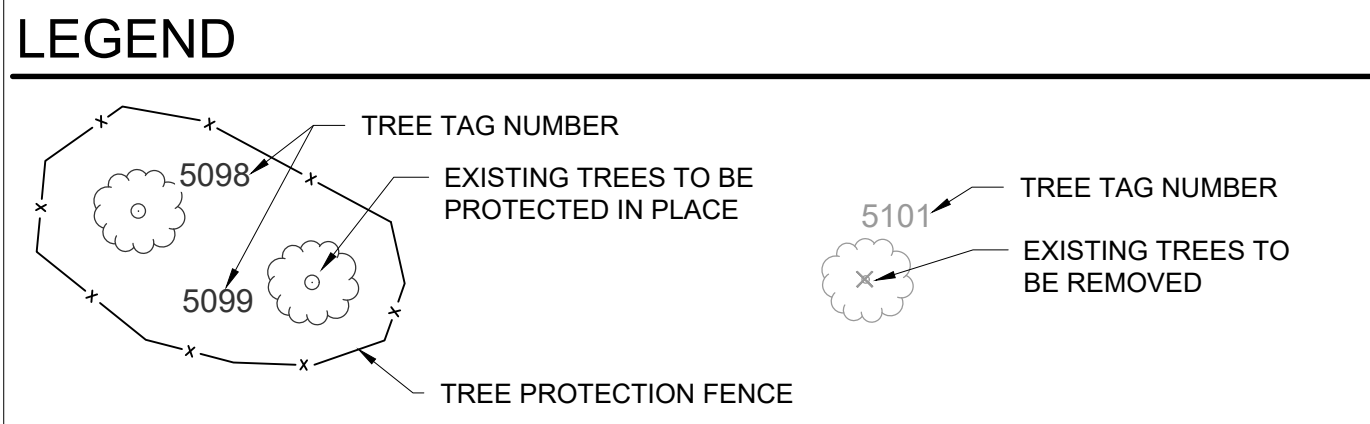 LEGEND
TREE TAG NUMBER
5098
EXISTING TREES TO BE
PROTECTED IN PLACE
5099
TREE PROTECTION FENCE
TREE TAG NUMBER
5101
EXISTING TREES TO
BE REMOVED